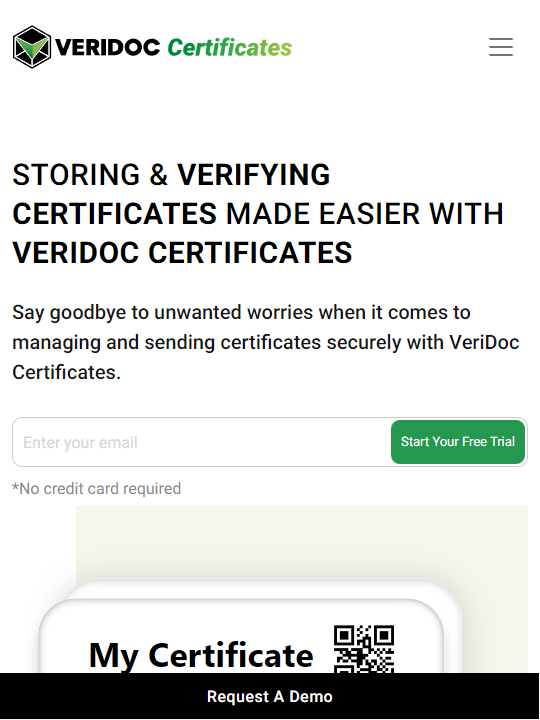 VERIDOC Certificates
STORING & VERIFYING
CERTIFICATES MADE EASIER WITH
VERIDOC CERTIFICATES
Say goodbye to unwanted worries when it comes to
managing and sending certificates securely with VeriDoc
Certificates.
Enter your email
Start Your Free Trial
*No credit card required
My Certificate
Request A Demo